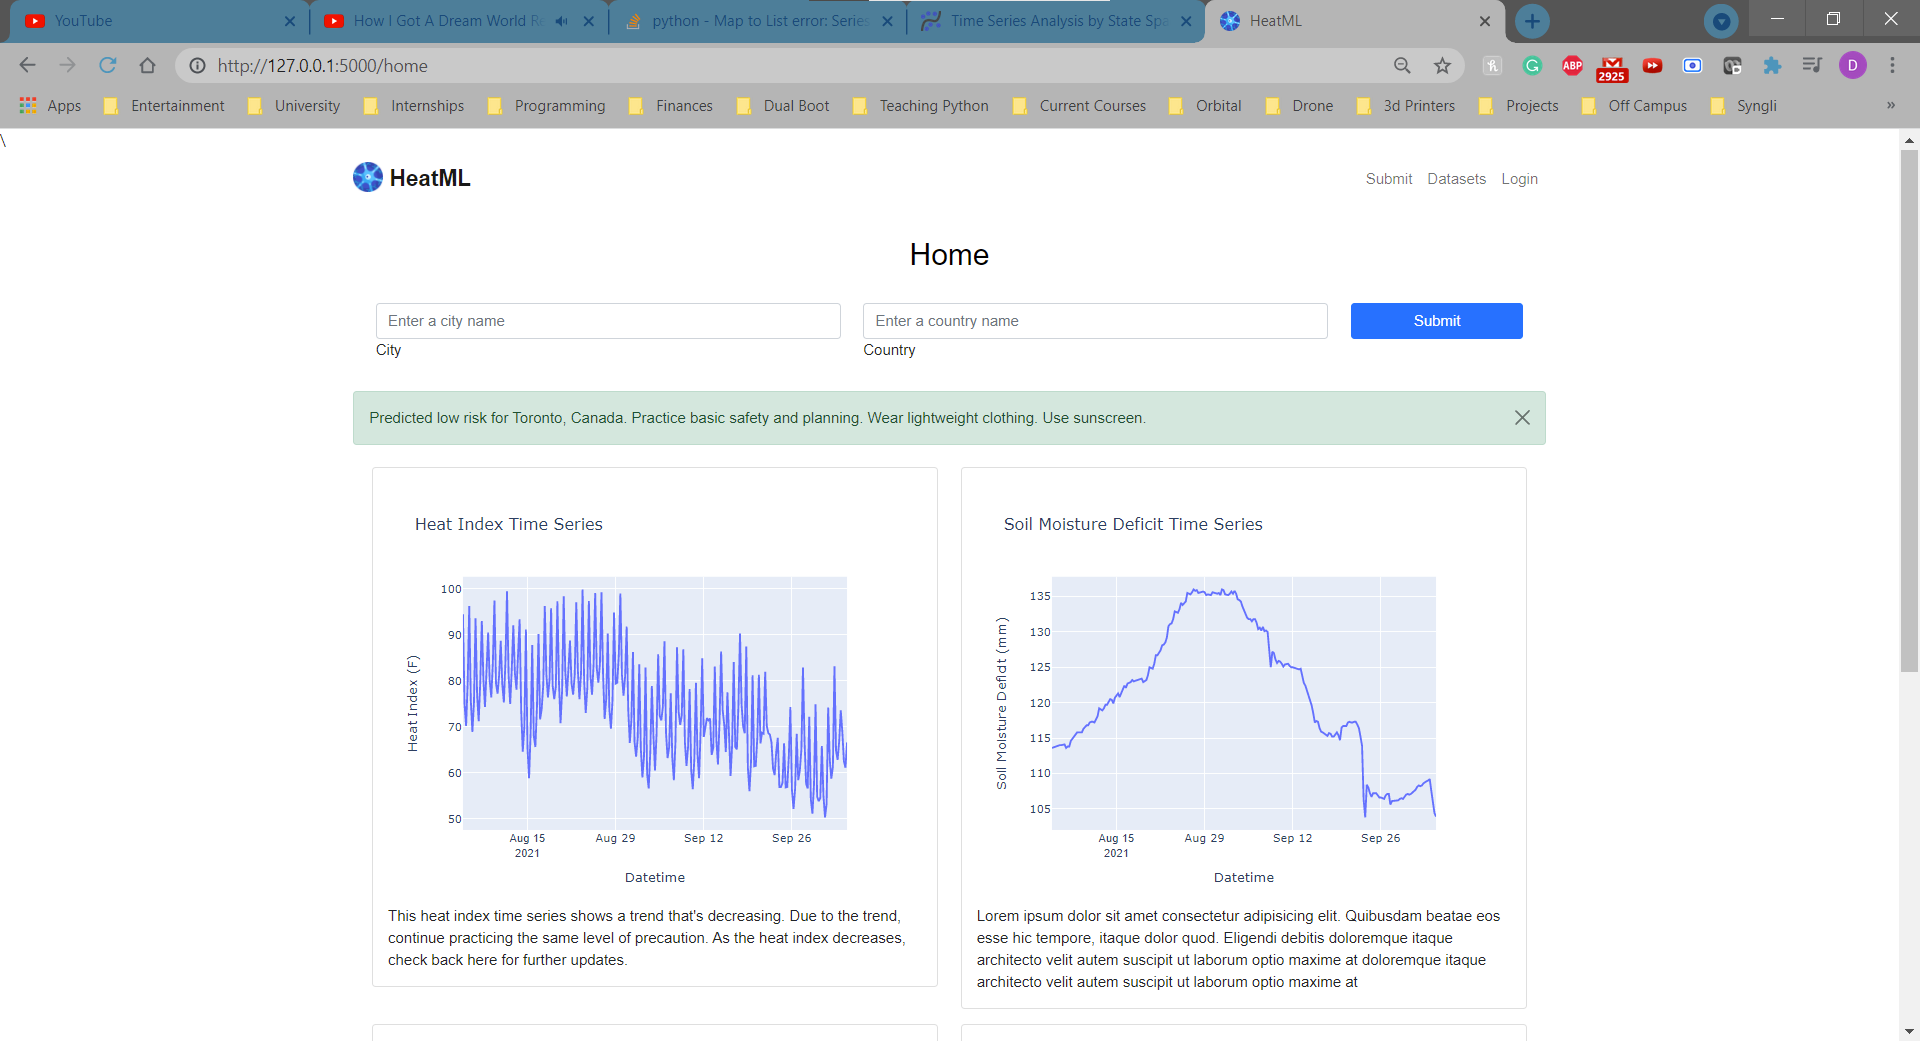 YouTube
How I Got A Dream World R
python - Map to List error: Series
Time Series Analysis by State Spa
HeatML
http://127.0.0.1:5000/home
ABP
2925
D
Apps
Entertainment
University
Internships
Programming
Finances
Dual Boot
Teaching Python
Current Courses
Orbital
Drone
3d Printers
Projects
Off Campus
Syngli
»
\
HeatML
Submit Datasets Login
Home
Enter a city name
Enter a country name
Submit
City
Country
Predicted low risk for Toronto, Canada. Practice basic safety and planning. Wear lightweight clothing. Use sunscreen.
Heat Index Time Series
100
90
80
70
60
50
Heat Index (F)
Aug 15
2021
Aug 29
Sep 12
Sep 26
Datetime
This heat index time series shows a trend that's decreasing. Due to the trend,
continue practicing the same level of precaution. As the heat index decreases,
check back here for further updates.
Soil Moisture Deficit Time Series
135
130
125
120
115
110
105
Soil Moisture Deficit (mm)
Aug 15
2021
Aug 29
Sep 12
Sep 26
Datetime
Lorem ipsum dolor sit amet consectetur adipisicing elit. Quibusdam beatae eos
esse hic tempore, itaque dolor quod. Eligendi debitis doloremque itaque
architecto velit autem suscipit ut laborum optio maxime at doloremque itaque
architecto velit autem suscipit ut laborum optio maxime at